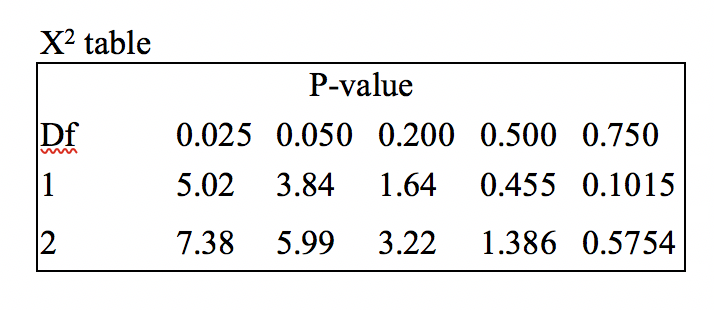 X² table
P-value
Df 0.025 0.050 0.200 0.500 0.750
1 5.02 3.84 1.64 0.455 0.1015
2 7.38 5.99 3.22 1.386 0.5754